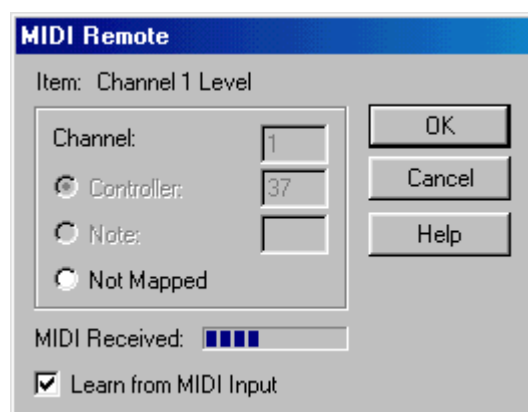 MIDI Remote
Item: Channel 1 Level
Channel: 1
Controller: 37
Note:
Not Mapped
OK
Cancel
Help
MIDI Received:
Learn from MIDI Input